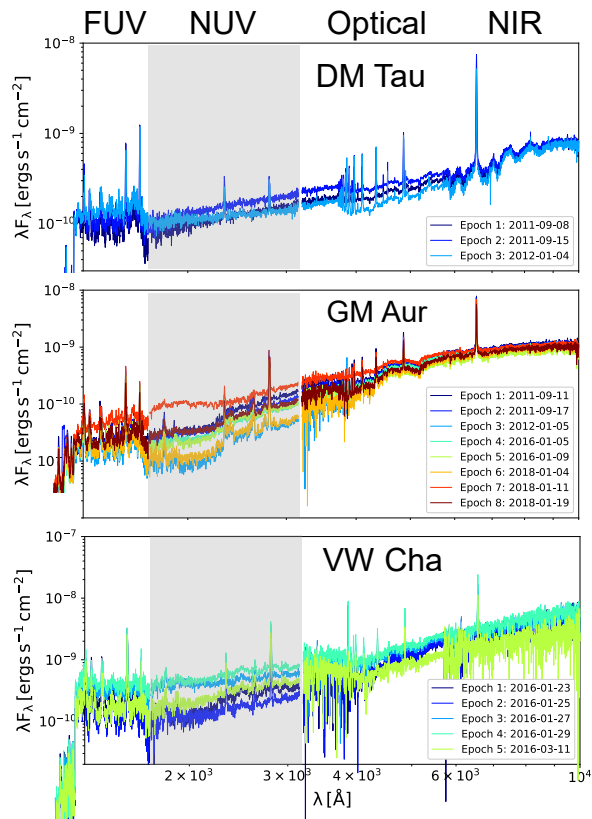 FUV NUV Optical NIR
10⁻⁸
DM Tau
10⁻⁹
10⁻¹⁰
λF_λ [ergs s⁻¹ cm⁻²]
Epoch 1: 2011-09-08
Epoch 2: 2011-09-15
Epoch 3: 2012-01-04
10⁻⁸
GM Aur
10⁻⁹
10⁻¹⁰
10⁻¹¹
λF_λ [ergs s⁻¹ cm⁻²]
Epoch 1: 2011-09-11
Epoch 2: 2011-09-17
Epoch 3: 2012-01-05
Epoch 4: 2016-01-05
Epoch 5: 2016-01-09
Epoch 6: 2018-01-04
Epoch 7: 2018-01-11
Epoch 8: 2018-01-19
10⁻⁷
VW Cha
10⁻⁸
10⁻⁹
10⁻¹⁰
λF_λ [ergs s⁻¹ cm⁻²]
Epoch 1: 2016-01-23
Epoch 2: 2016-01-25
Epoch 3: 2016-01-27
Epoch 4: 2016-01-29
Epoch 5: 2016-03-11
2 × 10³ 3 × 10³ 4 × 10³ 6 × 10³ 10⁴
λ [Å]